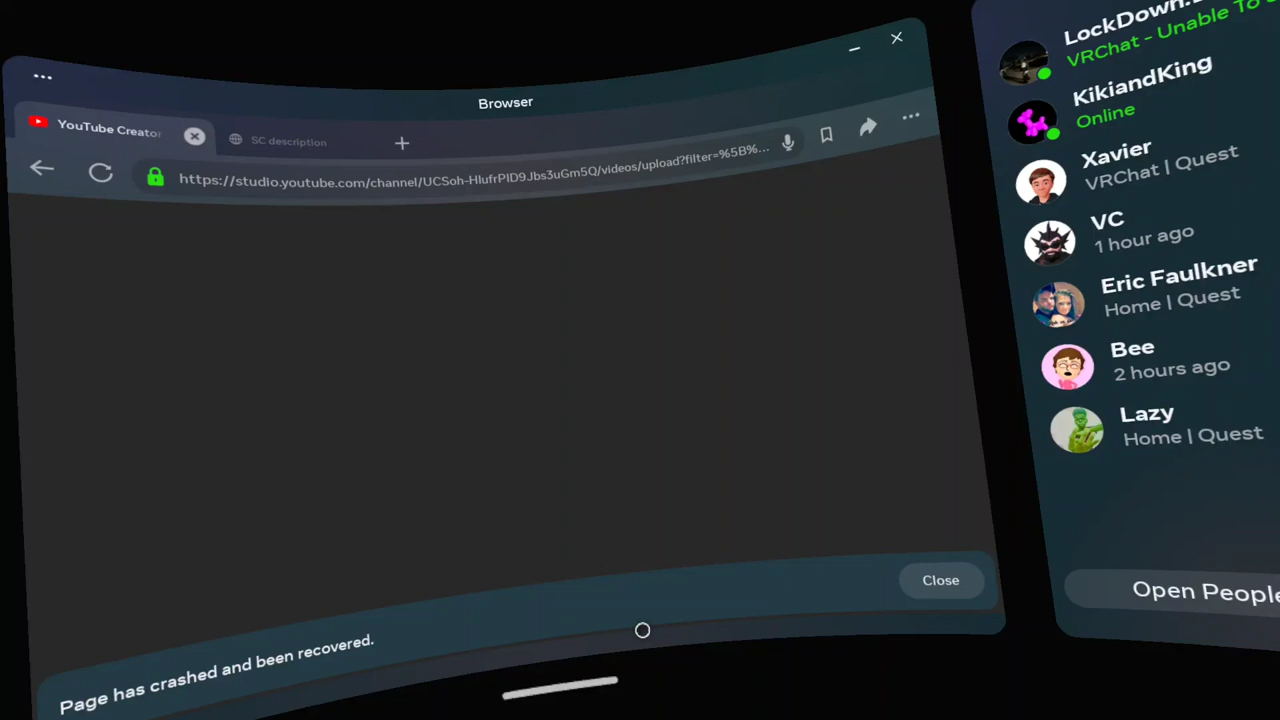 Browser
YouTube Creator
SC description
https://studio.youtube.com/channel/UCSoh-HlufrPlD9Jbs3uGm5Q/videos/upload?filter=%5B%...
Page has crashed and been recovered.
Close
VRChat - Unable To
KikiandKing
Online
Xavier
VRChat | Quest
VC
1 hour ago
Eric Faulkner
Home | Quest
Bee
2 hours ago
Lazy
Home | Quest
Open People